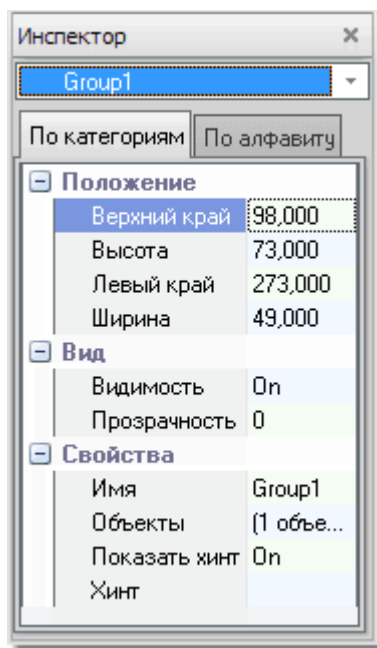 Инспектор
Group1
По категориям По алфавиту
Положение
Верхний край 98,000
Высота 73,000
Левый край 273,000
Ширина 49,000
Вид
Видимость On
Прозрачность 0
Свойства
Имя Group1
Объекты (1 объе...
Показать хинт On
Хинт